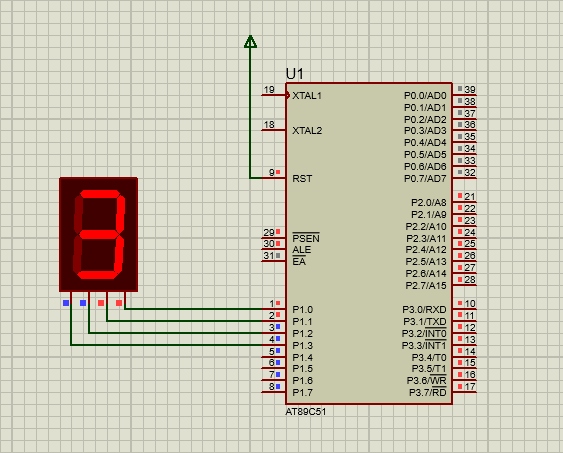 U1
19 XTAL1 P0.0/AD0 39
P0.1/AD1 38
P0.2/AD2 37
18 XTAL2 P0.3/AD3 36
P0.4/AD4 35
P0.5/AD5 34
P0.6/AD6 33
9 RST P0.7/AD7 32
P2.0/A8 21
P2.1/A9 22
P2.2/A10 23
29 PSEN P2.3/A11 24
30 ALE P2.4/A12 25
31 EA P2.5/A13 26
P2.6/A14 27
P2.7/A15 28
3
1 P1.0 P3.0/RXD 10
2 P1.1 P3.1/TXD 11
3 P1.2 P3.2/INT0 12
4 P1.3 P3.3/INT1 13
5 P1.4 P3.4/T0 14
6 P1.5 P3.5/T1 15
7 P1.6 P3.6/WR 16
8 P1.7 P3.7/RD 17
AT89C51